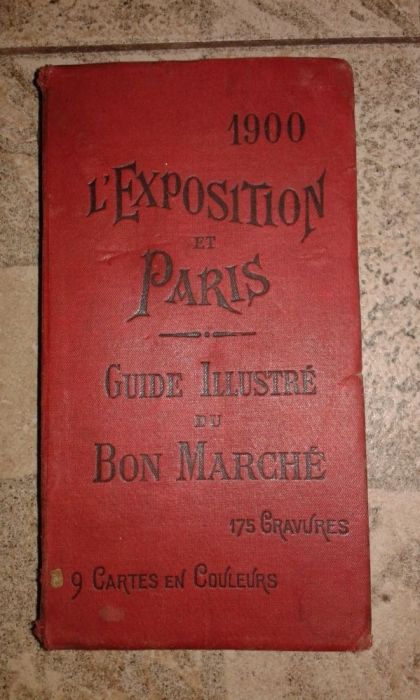 1900
L'EXPOSITION
ET
PARIS
GUIDE ILLUSTRÉ
DU
BON MARCHÉ
175 GRAVURES
9 CARTES EN COULEURS